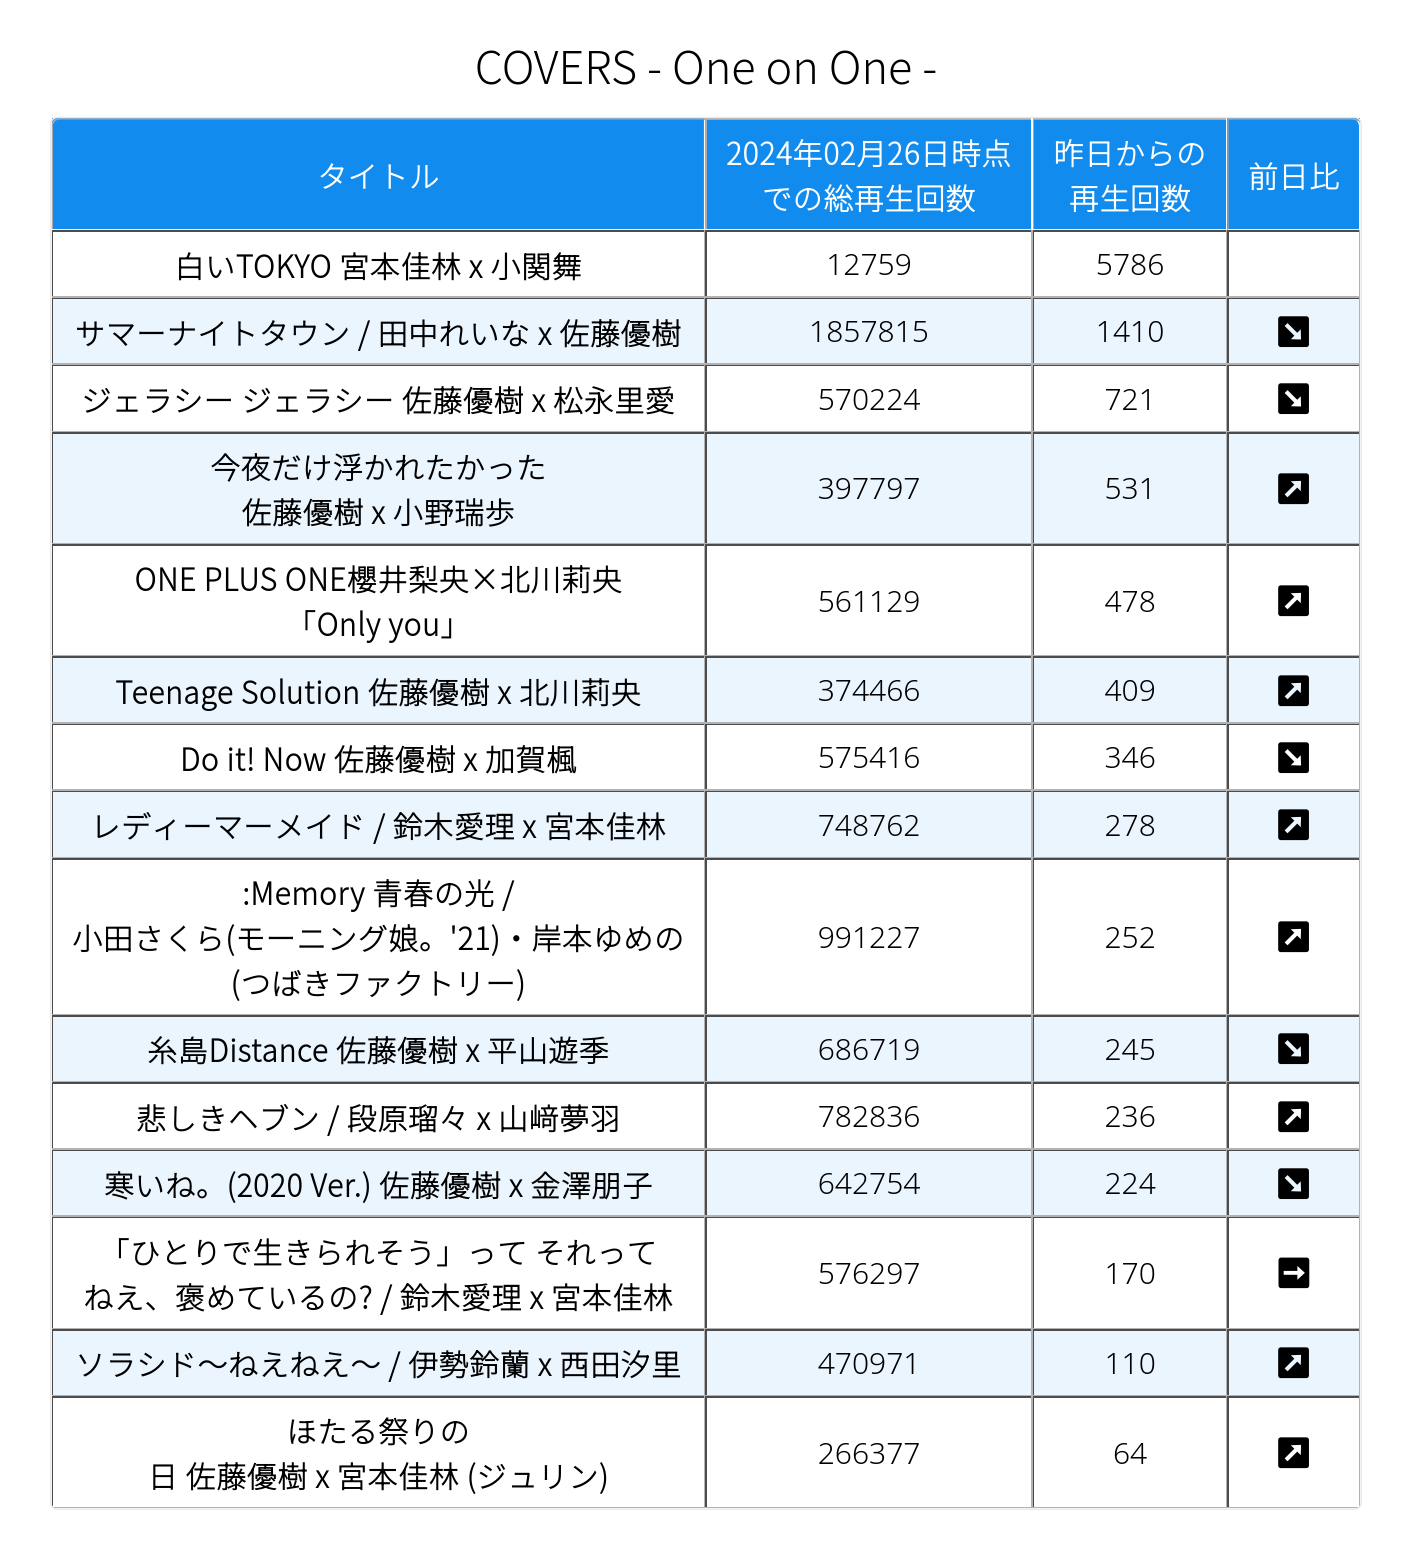 COVERS - One on One -
タイトル
2024年02月26日時点
での総再生回数
昨日からの
再生回数
前日比
白いTOKYO 宮本佳林 x 小関舞
12759
5786
サマーナイトタウン / 田中れいな x 佐藤優樹
1857815
1410
ジェラシー ジェラシー 佐藤優樹 x 松永里愛
570224
721
今夜だけ浮かれたかった
佐藤優樹 x 小野瑞歩
397797
531
ONE PLUS ONE櫻井梨央×北川莉央
「Only you」
561129
478
Teenage Solution 佐藤優樹 x 北川莉央
374466
409
Do it! Now 佐藤優樹 x 加賀楓
575416
346
レディーマーメイド / 鈴木愛理 x 宮本佳林
748762
278
:Memory 青春の光 /
小田さくら(モーニング娘。'21)・岸本ゆめの
(つばきファクトリー)
991227
252
糸島Distance 佐藤優樹 x 平山遊季
686719
245
悲しきヘブン / 段原瑠々 x 山﨑夢羽
782836
236
寒いね。(2020 Ver.) 佐藤優樹 x 金澤朋子
642754
224
「ひとりで生きられそう」って それって
ねえ、褒めているの? / 鈴木愛理 x 宮本佳林
576297
170
ソラシド〜ねえねえ〜 / 伊勢鈴蘭 x 西田汐里
470971
110
ほたる祭りの
日 佐藤優樹 x 宮本佳林 (ジュリン)
266377
64